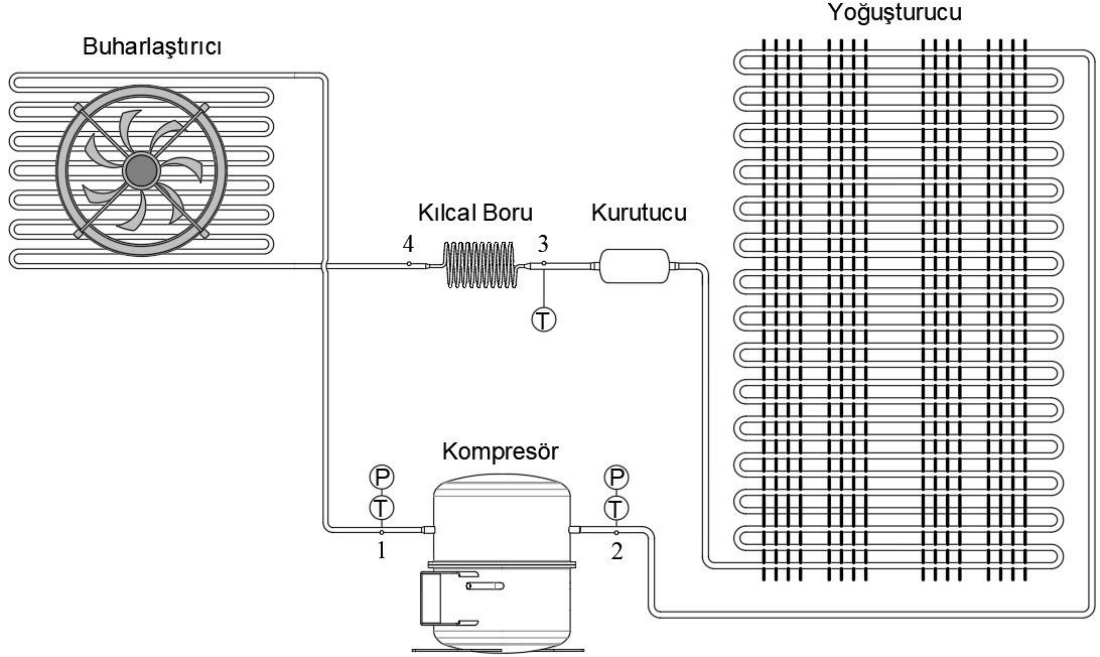 Yoğuşturucu
Buharlaştırıcı
Kılcal Boru
Kurutucu
4
3
T
Kompresör
P
T
1
P
T
2